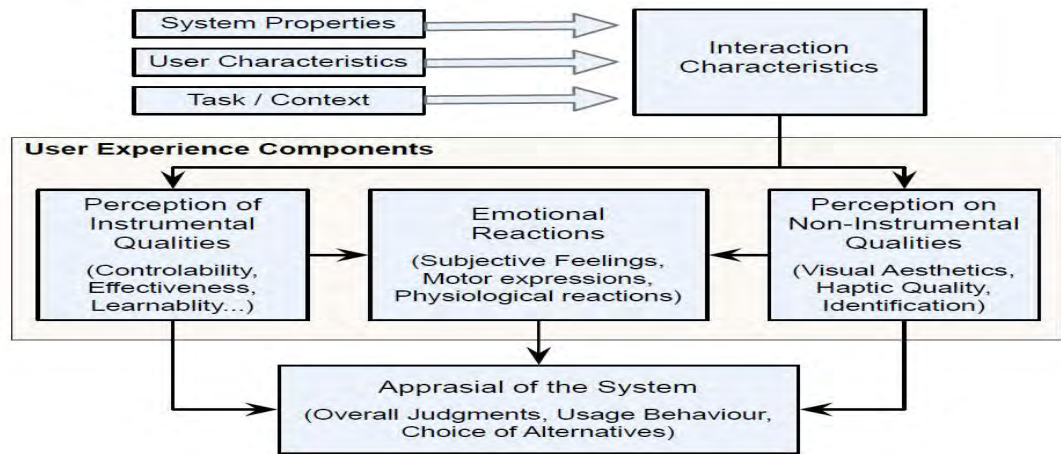 System Properties
User Characteristics
Task / Context
Interaction
Characteristics
User Experience Components
Perception of
Instrumental
Qualities
(Controlability,
Effectiveness,
Learnablity...)
Emotional
Reactions
(Subjective Feelings,
Motor expressions,
Physiological reactions)
Perception on
Non-Instrumental
Qualities
(Visual Aesthetics,
Haptic Quality,
Identification)
Apprasial of the System
(Overall Judgments, Usage Behaviour,
Choice of Alternatives)